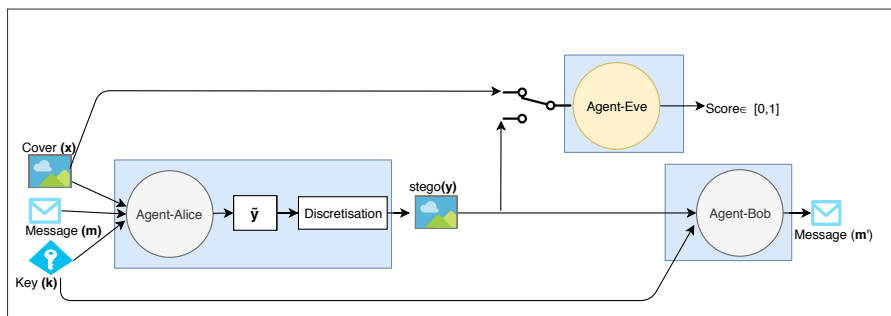 Agent-Eve
Score∈ [0,1]
Cover (x)
stego(y)
Agent-Alice
ỹ
Discretisation
Agent-Bob
Message (m)
Message (m')
Key (k)